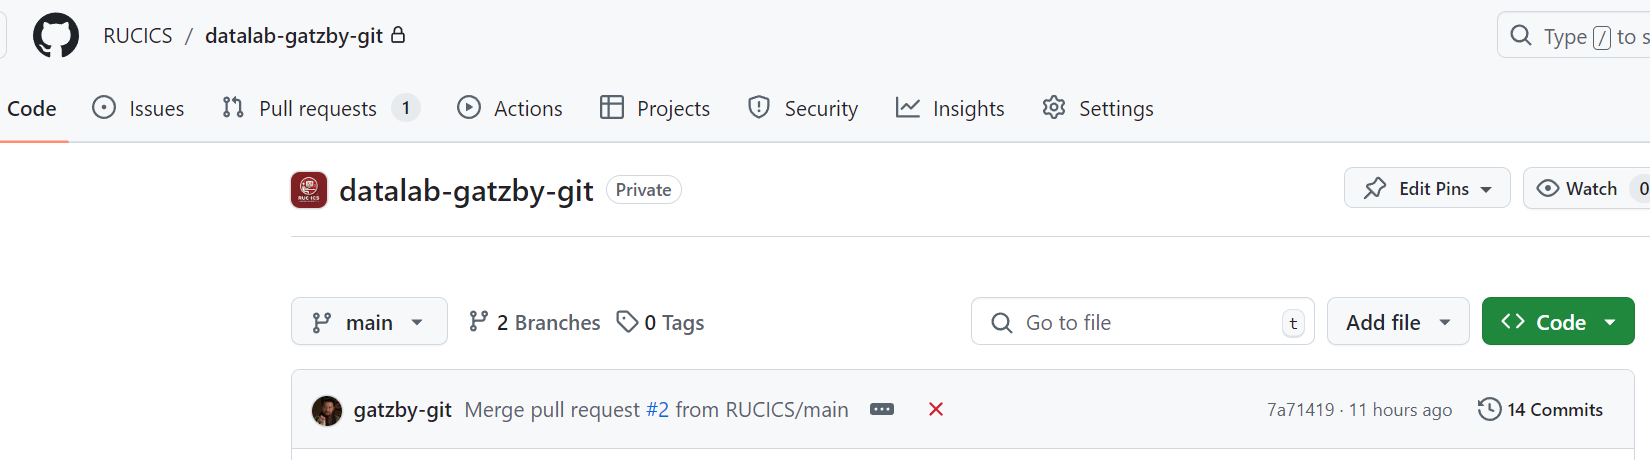 RUCICS / datalab-gatzby-git
Type / to s
Code Issues Pull requests 1 Actions Projects Security Insights Settings
RUC ICS
datalab-gatzby-git Private
Edit Pins Watch 0
main 2 Branches 0 Tags Go to file t Add file <> Code
gatzby-git Merge pull request #2 from RUCICS/main ... 7a71419 · 11 hours ago 14 Commits